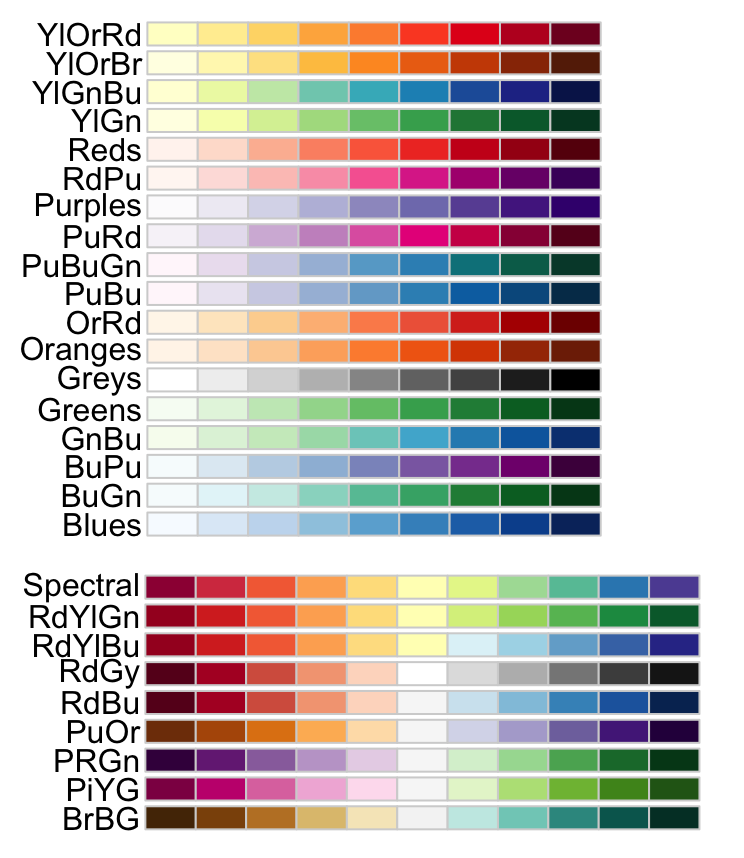 YlOrRd
YlOrBr
YlGnBu
YlGn
Reds
RdPu
Purples
PuRd
PuBuGn
PuBu
OrRd
Oranges
Greys
Greens
GnBu
BuPu
BuGn
Blues
Spectral
RdYlGn
RdYlBu
RdGy
RdBu
PuOr
PRGn
PiYG
BrBG